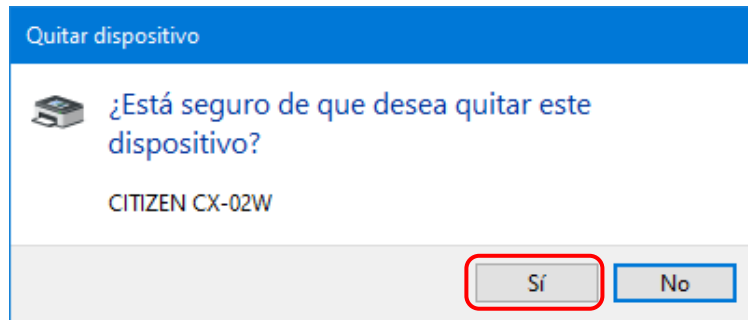 Quitar dispositivo
¿Está seguro de que desea quitar este
dispositivo?
CITIZEN CX-02W
Sí No